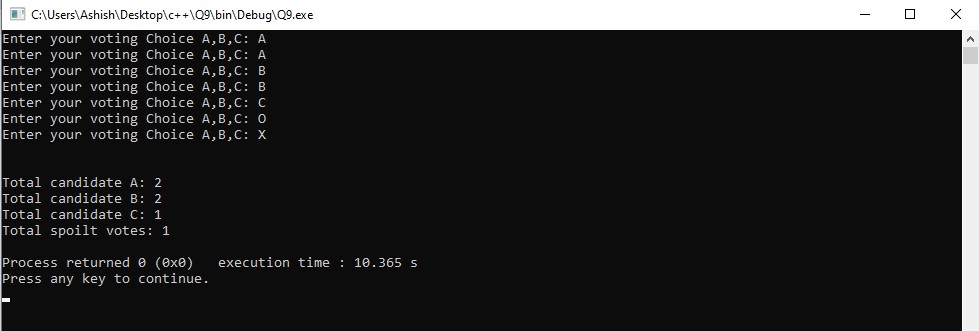 C:\Users\Ashish\Desktop\c++\Q9\bin\Debug\Q9.exe
Enter your voting Choice A,B,C: A
Enter your voting Choice A,B,C: A
Enter your voting Choice A,B,C: B
Enter your voting Choice A,B,C: B
Enter your voting Choice A,B,C: C
Enter your voting Choice A,B,C: O
Enter your voting Choice A,B,C: X
Total candidate A: 2
Total candidate B: 2
Total candidate C: 1
Total spoilt votes: 1
Process returned 0 (0x0)   execution time : 10.365 s
Press any key to continue.